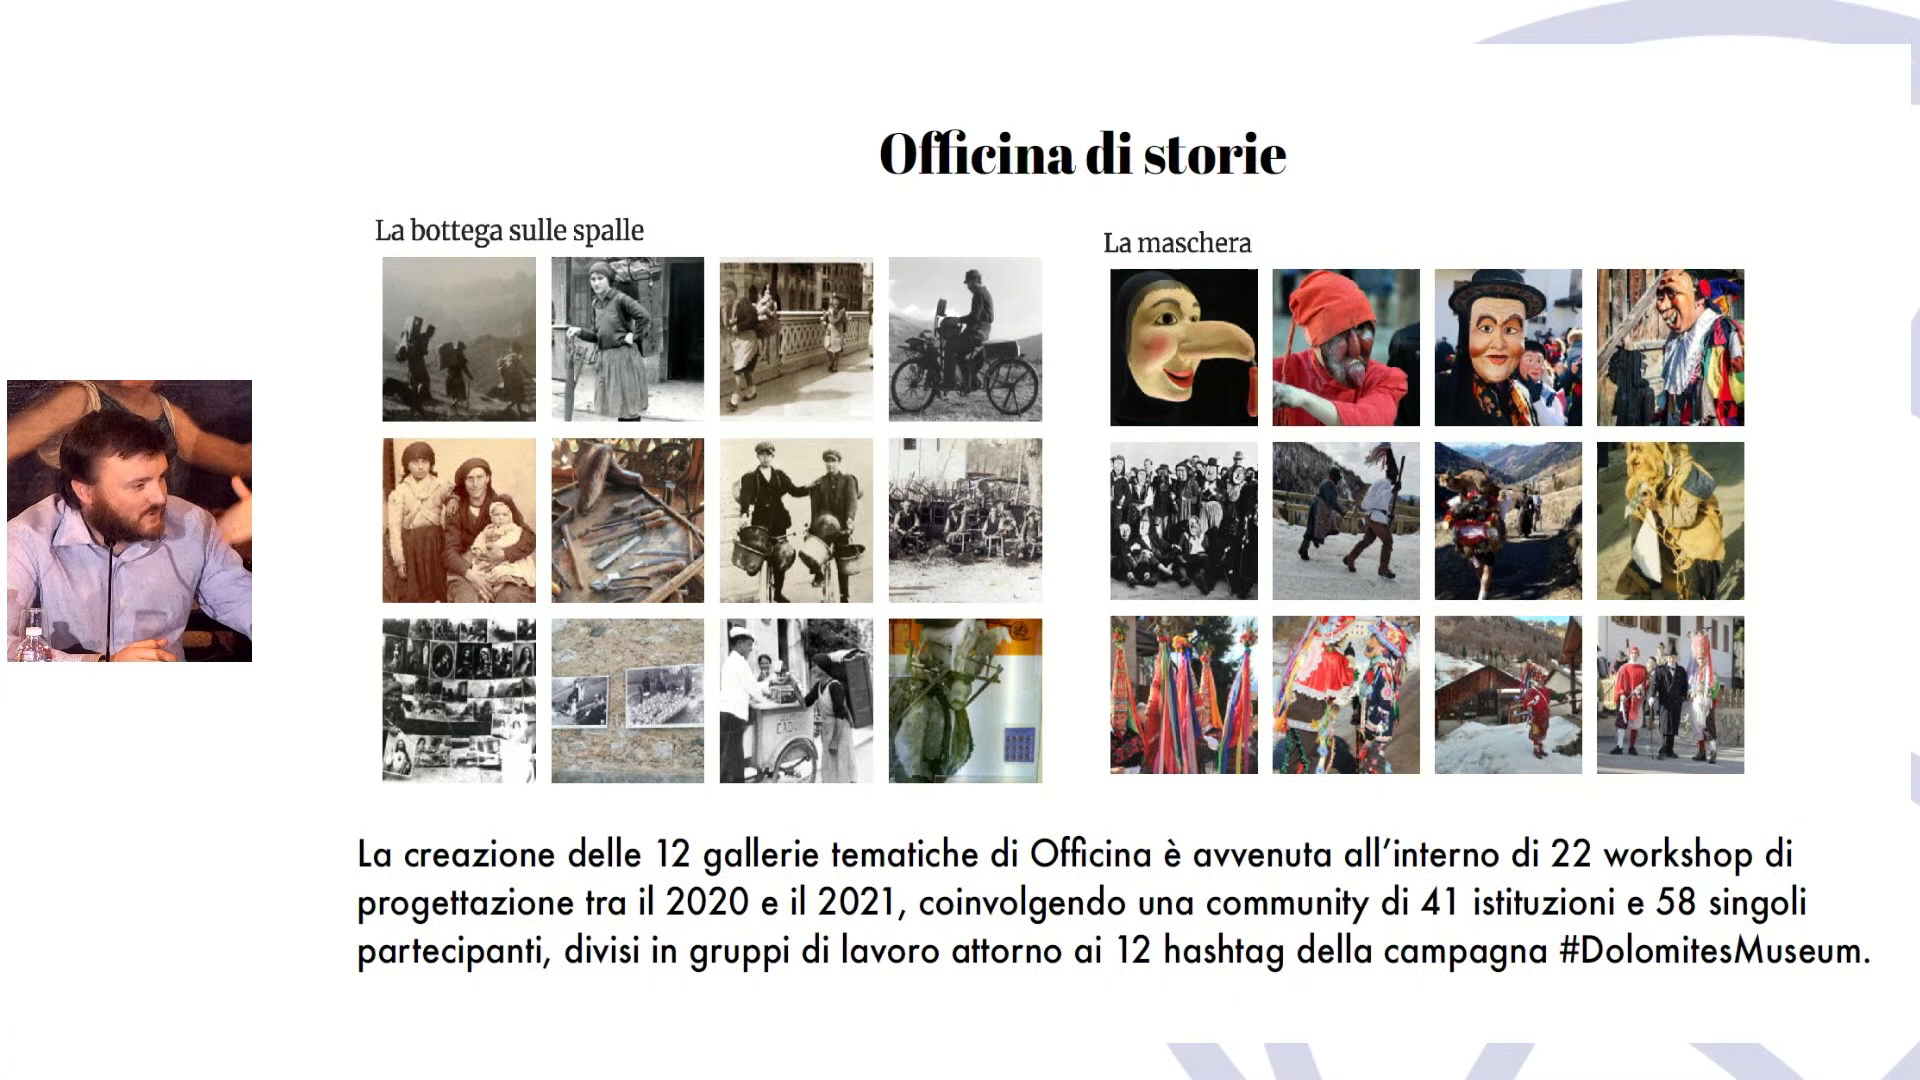 Officina di storie
La bottega sulle spalle
La maschera
La creazione delle 12 gallerie tematiche di Officina è avvenuta all’interno di 22 workshop di
progettazione tra il 2020 e il 2021, coinvolgendo una community di 41 istituzioni e 58 singoli
partecipanti, divisi in gruppi di lavoro attorno ai 12 hashtag della campagna #DolomitesMuseum.